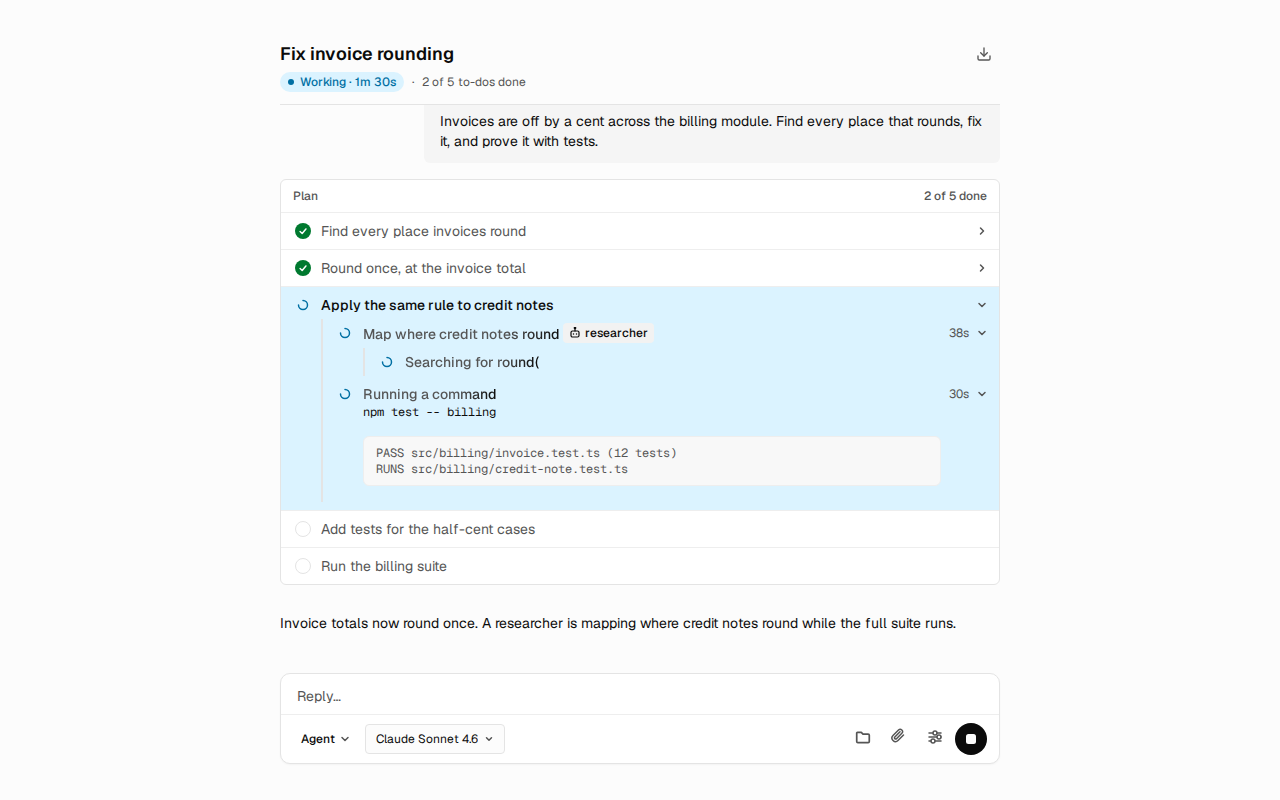 Fix invoice rounding
Working · 1m 30s · 2 of 5 to-dos done
Invoices are off by a cent across the billing module. Find every place that rounds, fix
it, and prove it with tests.
Plan 2 of 5 done
Find every place invoices round
Round once, at the invoice total
Apply the same rule to credit notes
Map where credit notes round researcher 38s
Searching for round(
Running a command 30s
npm test -- billing
PASS src/billing/invoice.test.ts (12 tests)
RUNS src/billing/credit-note.test.ts
Add tests for the half-cent cases
Run the billing suite
Invoice totals now round once. A researcher is mapping where credit notes round while the full suite runs.
Reply…
Agent Claude Sonnet 4.6